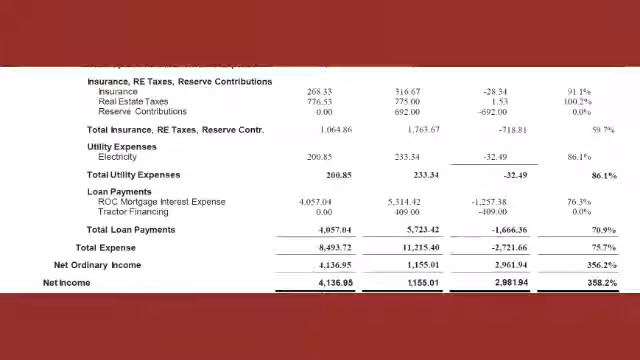 Insurance, RE Taxes, Reserve Contributions
Insurance 268.33 316.67 -28.34 91.1%
Real Estate Taxes 776.53 775.00 1.53 100.2%
Reserve Contributions 0.00 692.00 -692.00 0.0%
Total Insurance, RE Taxes, Reserve Contr. 1,064.86 1,763.67 -718.81 59.7%
Utility Expenses
Electricity 200.85 233.34 -32.49 86.1%
Total Utility Expenses 200.85 233.34 -32.49 86.1%
Loan Payments
ROC Mortgage Interest Expense 4,057.04 5,314.42 -1,257.38 76.3%
Tractor Financing 0.00 409.00 -409.00 0.0%
Total Loan Payments 4,057.04 5,723.42 -1,666.36 70.9%
Total Expense 8,493.72 11,215.40 -2,721.66 75.7%
Net Ordinary Income 4,136.95 1,155.01 2,961.94 356.2%
Net Income 4,136.95 1,155.01 2,981.94 358.2%